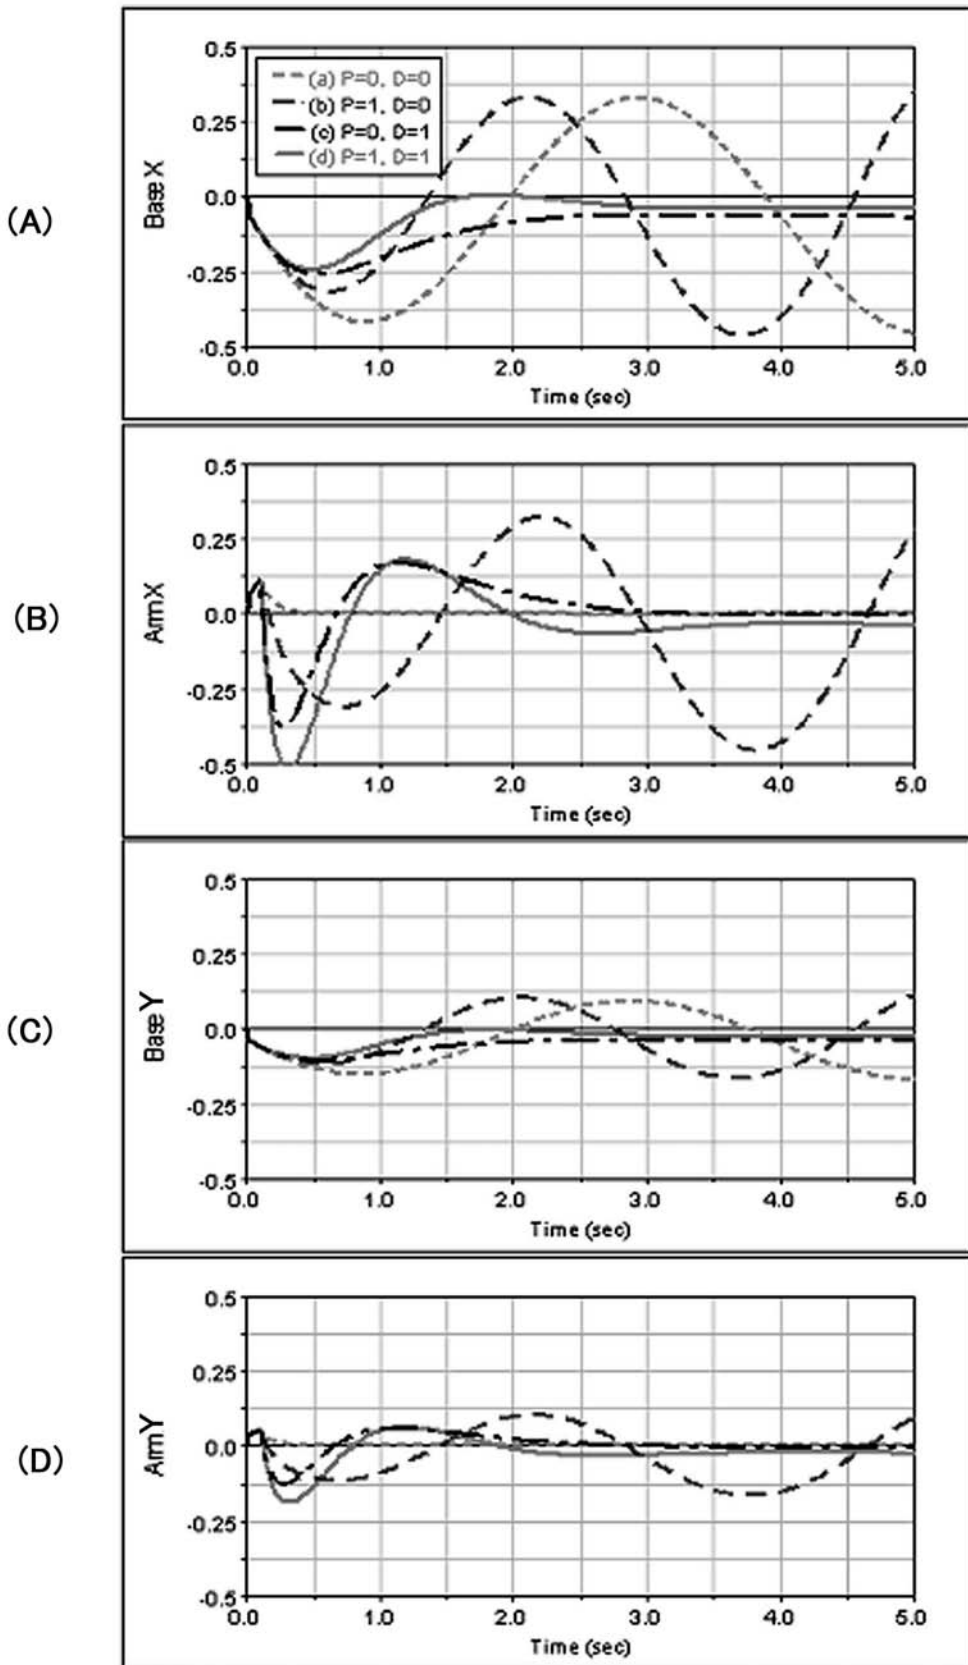 (A)
Base X
0.5
0.25
0.0
-0.25
-0.5
(a) P=0, D=0
(b) P=1, D=0
(c) P=0, D=1
(d) P=1, D=1
0.0 1.0 2.0 3.0 4.0 5.0
Time (sec)
(B)
Arm X
0.5
0.25
0.0
-0.25
-0.5
0.0 1.0 2.0 3.0 4.0 5.0
Time (sec)
(C)
Base Y
0.5
0.25
0.0
-0.25
-0.5
0.0 1.0 2.0 3.0 4.0 5.0
Time (sec)
(D)
Arm Y
0.5
0.25
0.0
-0.25
-0.5
0.0 1.0 2.0 3.0 4.0 5.0
Time (sec)